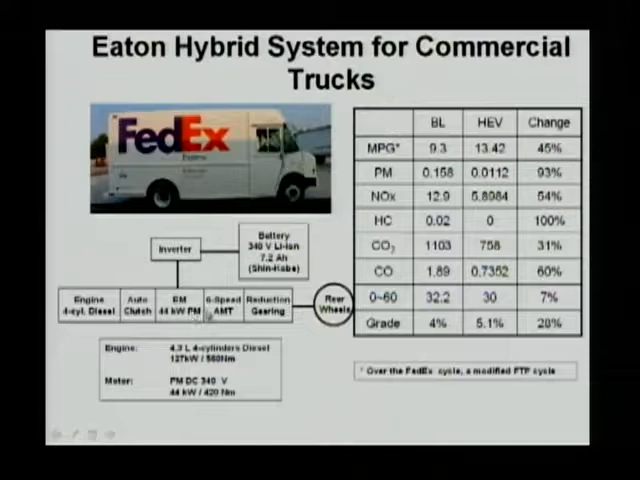 Eaton Hybrid System for Commercial
Trucks
FedEx
Express
BL HEV Change
MPG* 9.3 13.42 45%
PM 0.158 0.0112 93%
NOx 12.9 5.8984 54%
HC 0.02 0 100%
CO2 1103 758 31%
CO 1.89 0.7352 60%
0~60 32.2 30 7%
Grade 4% 5.1% 28%
* Over the FedEx cycle, a modified FTP cycle
Battery
340 V Li-ion
7.2 Ah
(Shin-Kobe)
Inverter
Engine
4-cyl. Diesel
Auto
Clutch
EM
44 kW PM
6-Speed
AMT
Reduction
Gearing
Rear
Wheels
Engine: 4.3 L 4-cylinders Diesel
127kW / 560Nm
Motor: PM DC 340 V
44 kW / 420 Nm